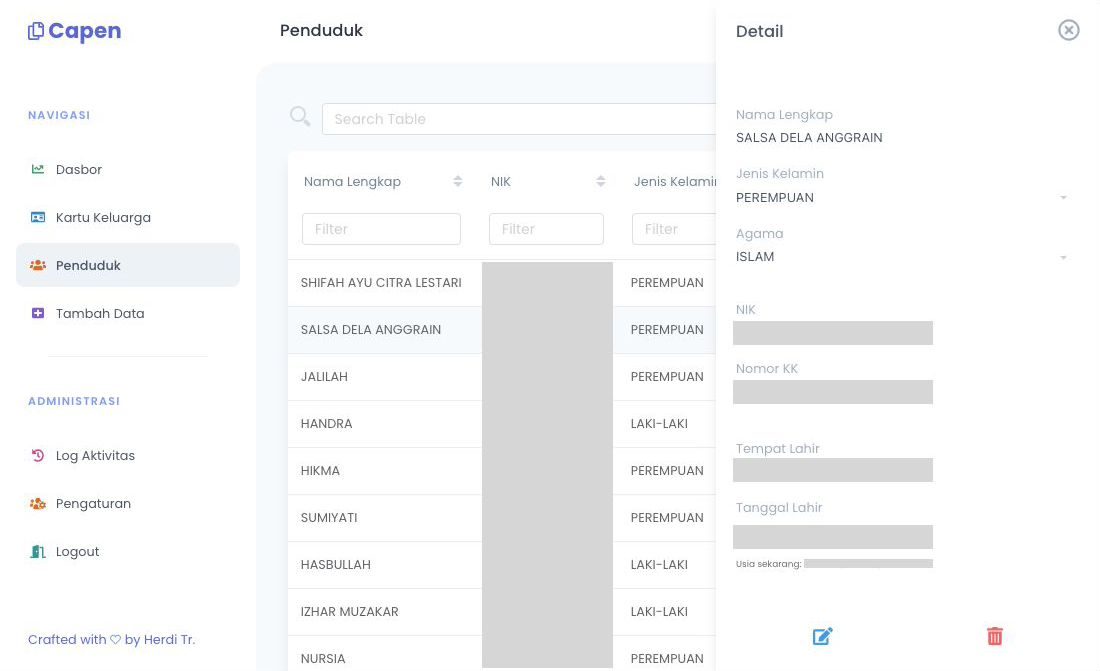 Capen
NAVIGASI
Dasbor
Kartu Keluarga
Penduduk
Tambah Data
ADMINISTRASI
Log Aktivitas
Pengaturan
Logout
Crafted with ♡ by Herdi Tr.
Penduduk
Search Table
Nama Lengkap NIK Jenis Kelamin
Filter Filter Filter
SHIFAH AYU CITRA LESTARI PEREMPUAN
SALSA DELA ANGGRAIN PEREMPUAN
JALILAH PEREMPUAN
HANDRA LAKI-LAKI
HIKMA PEREMPUAN
SUMIYATI PEREMPUAN
HASBULLAH LAKI-LAKI
IZHAR MUZAKAR LAKI-LAKI
NURSIA PEREMPUAN
Detail
Nama Lengkap
SALSA DELA ANGGRAIN
Jenis Kelamin
PEREMPUAN
Agama
ISLAM
NIK
Nomor KK
Tempat Lahir
Tanggal Lahir
Usia sekarang: